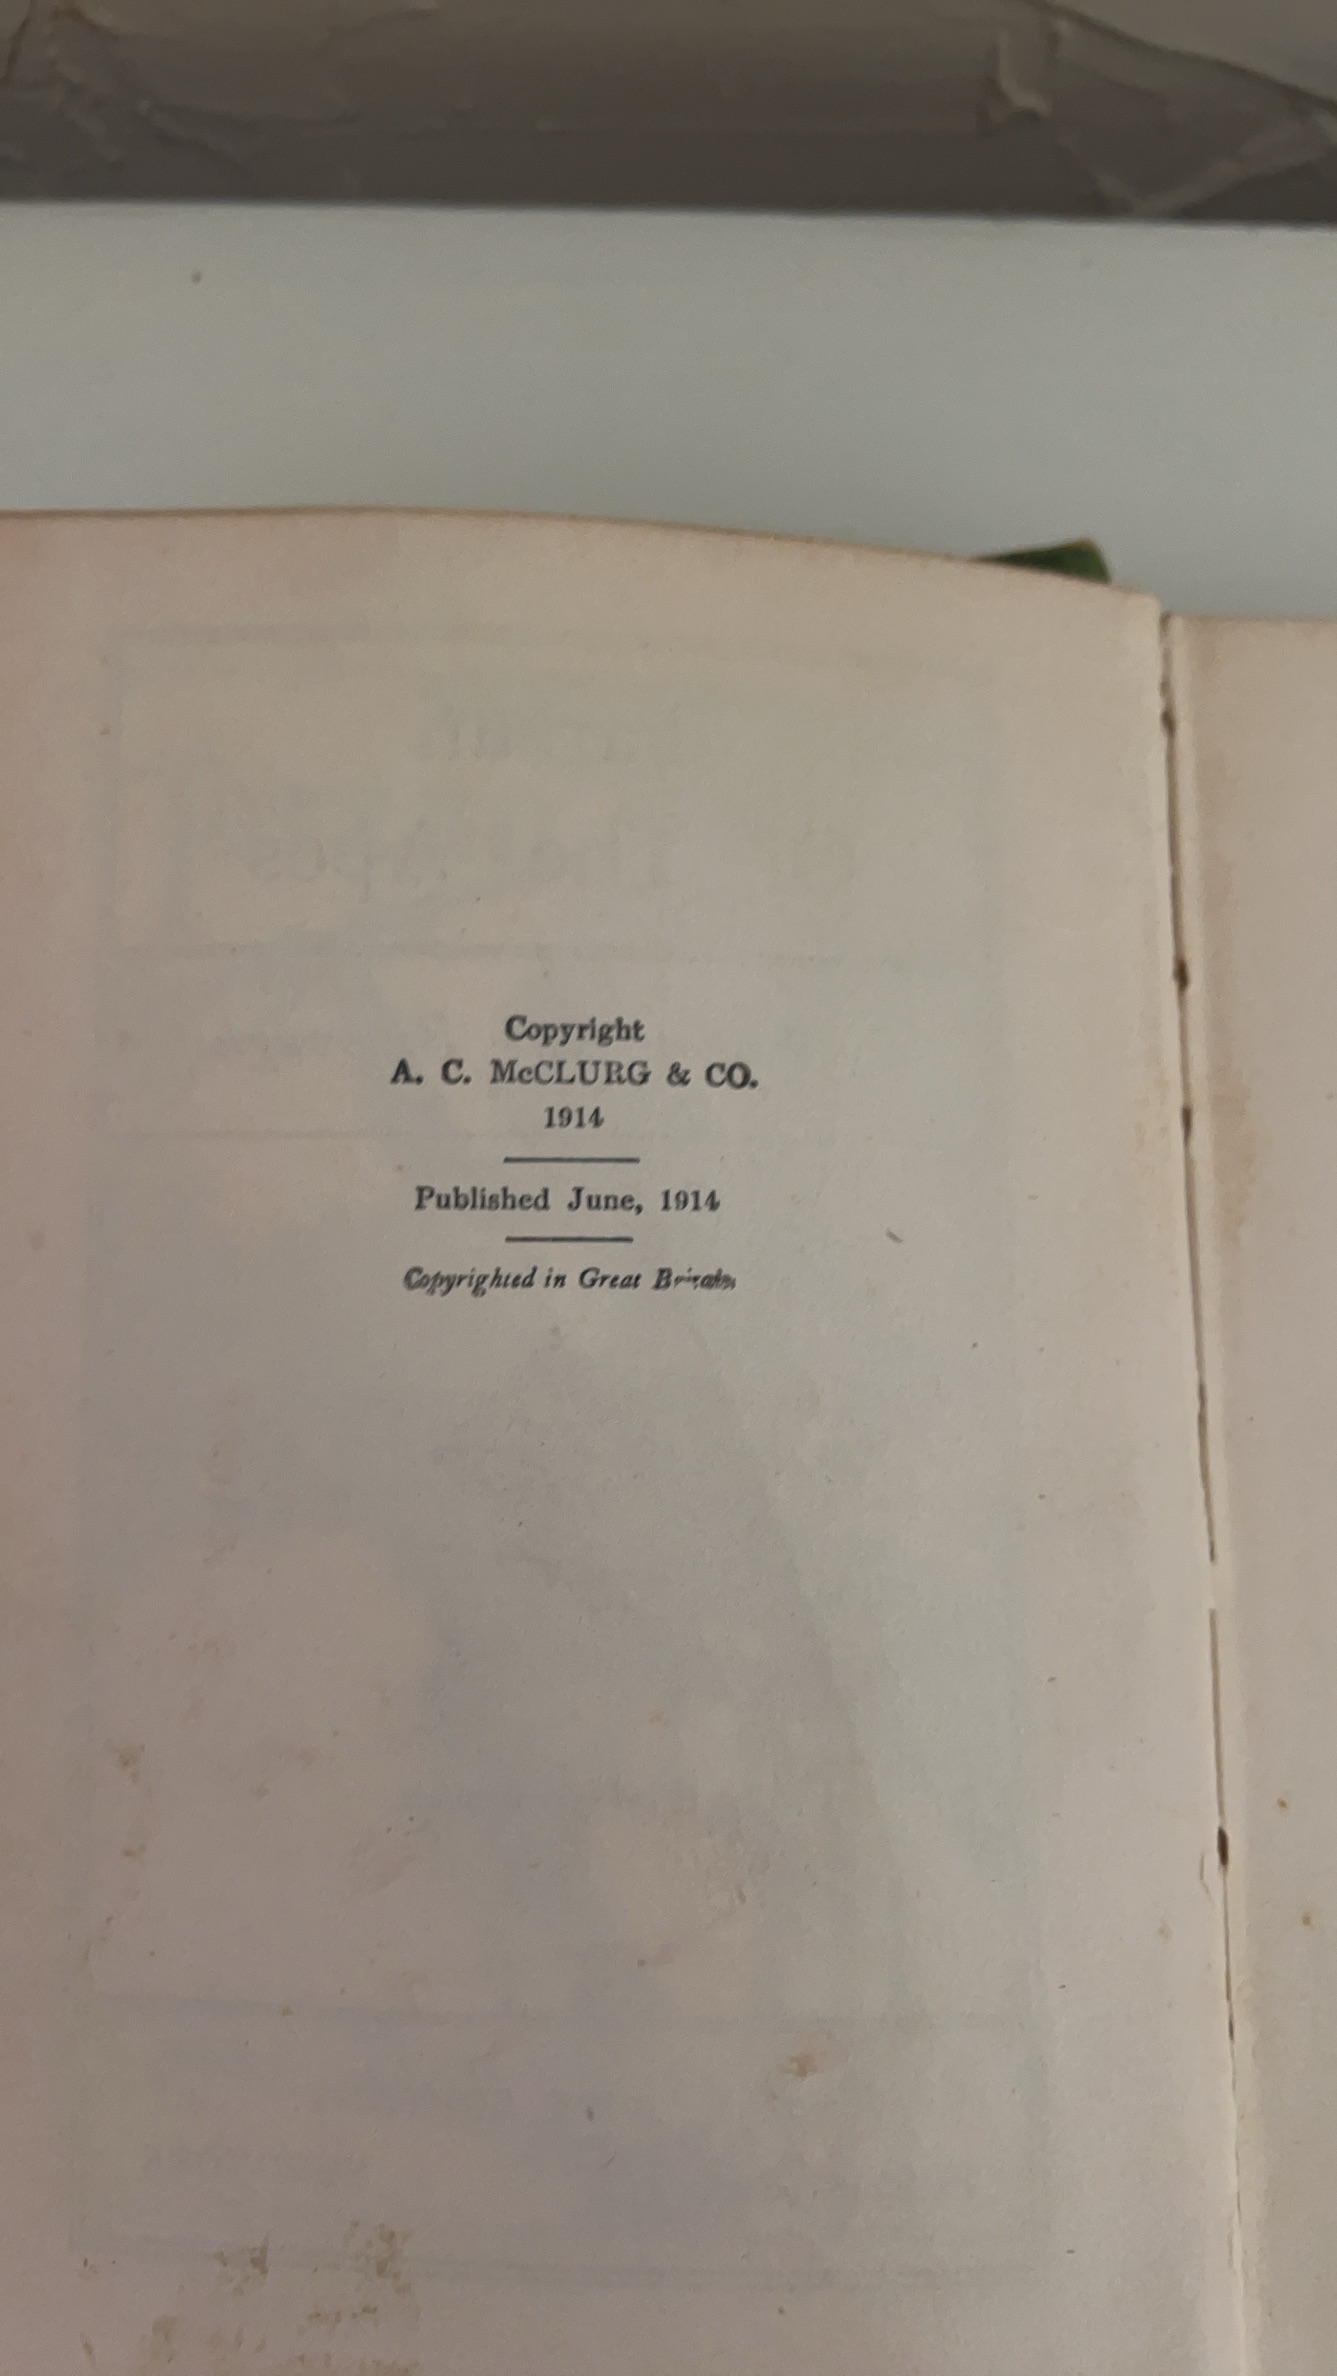 Copyright
A. C. McCLURG & CO.
1914
Published June, 1914
Copyrighted in Great Britain